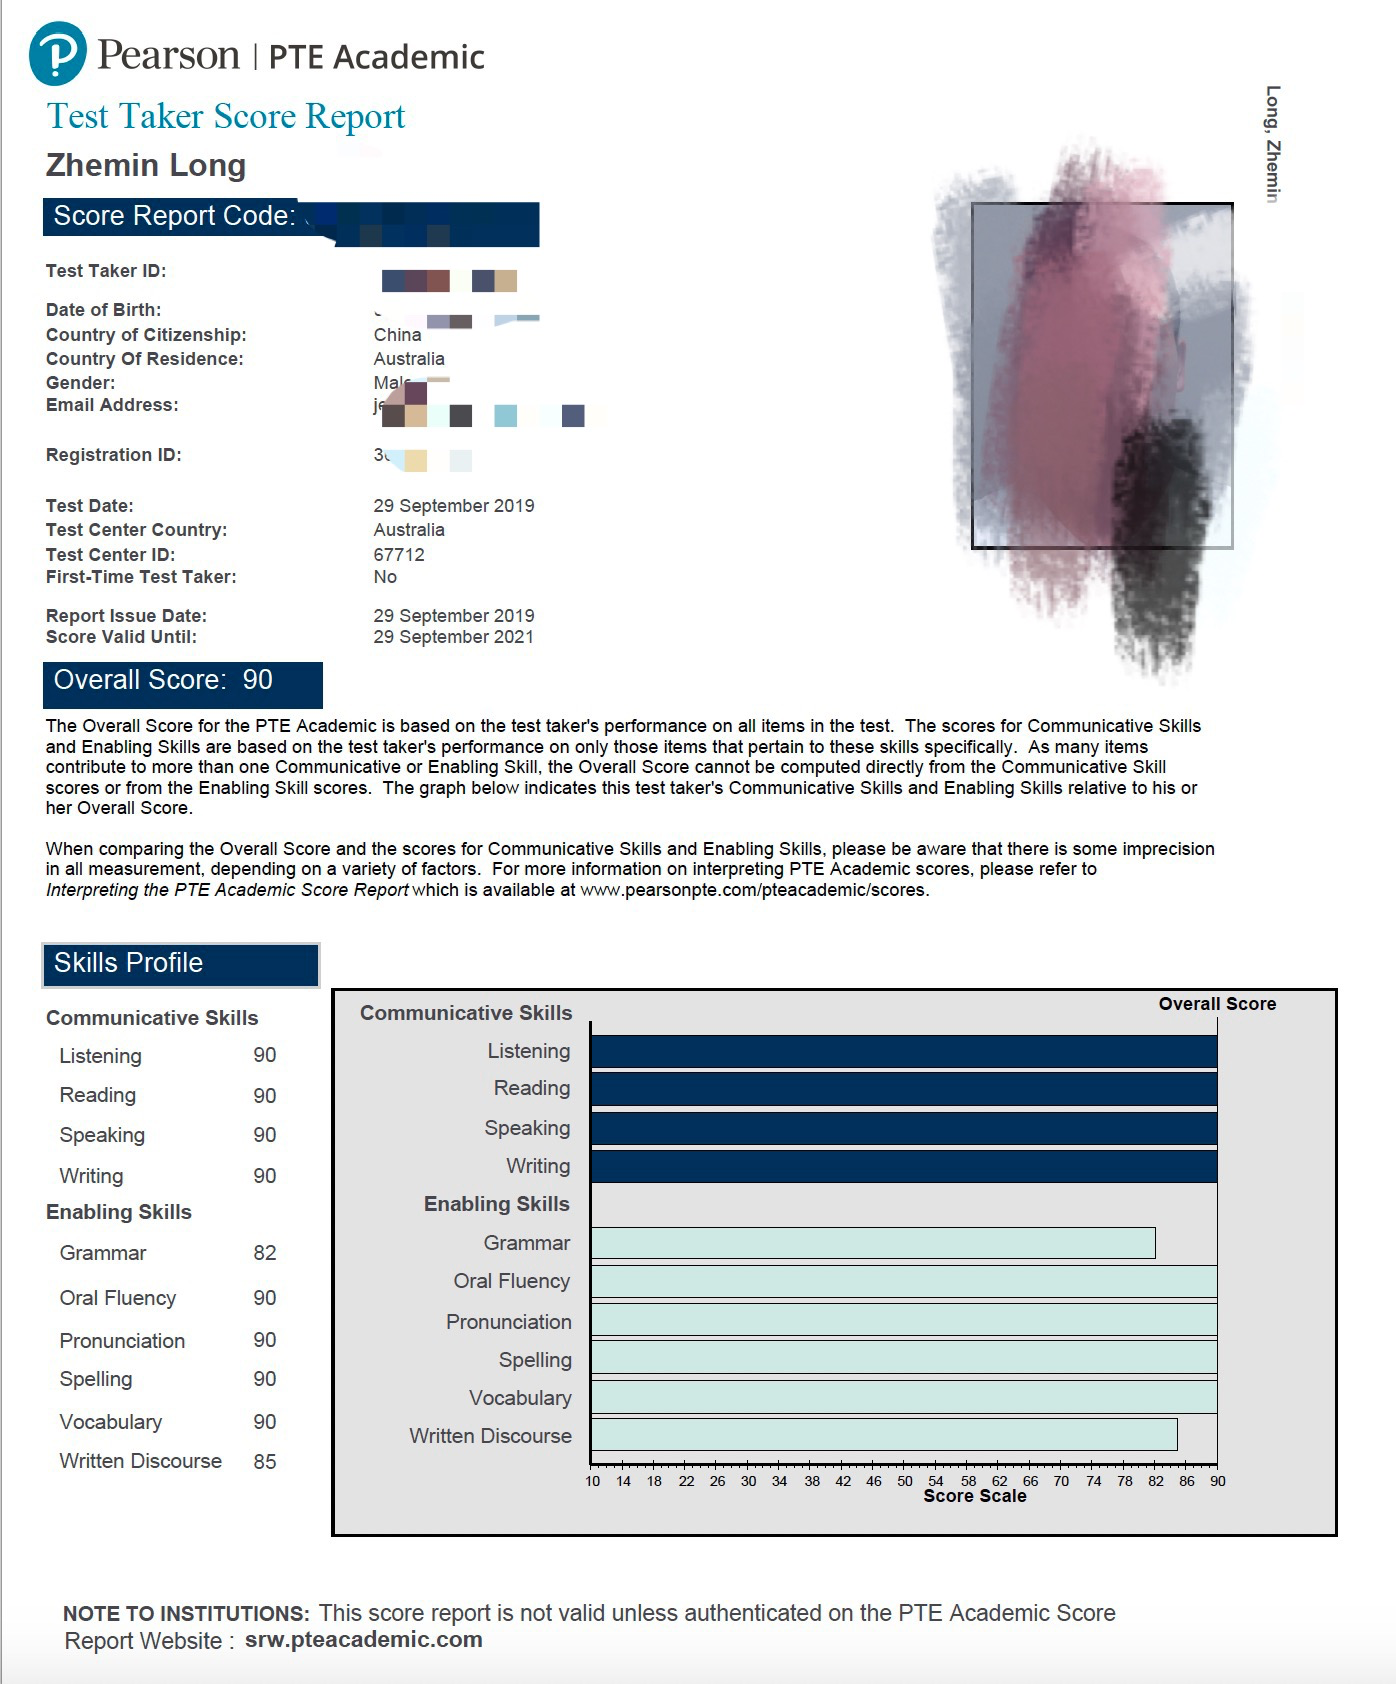 Pearson | PTE Academic
Test Taker Score Report
Long, Zhemin
Zhemin Long
Score Report Code:
Test Taker ID:
Date of Birth:
Country of Citizenship: China
Country Of Residence: Australia
Gender: Male
Email Address:
Registration ID:
Test Date: 29 September 2019
Test Center Country: Australia
Test Center ID: 67712
First-Time Test Taker: No
Report Issue Date: 29 September 2019
Score Valid Until: 29 September 2021
Overall Score: 90
The Overall Score for the PTE Academic is based on the test taker's performance on all items in the test. The scores for Communicative Skills
and Enabling Skills are based on the test taker's performance on only those items that pertain to these skills specifically. As many items
contribute to more than one Communicative or Enabling Skill, the Overall Score cannot be computed directly from the Communicative Skill
scores or from the Enabling Skill scores. The graph below indicates this test taker's Communicative Skills and Enabling Skills relative to his or
her Overall Score.
When comparing the Overall Score and the scores for Communicative Skills and Enabling Skills, please be aware that there is some imprecision
in all measurement, depending on a variety of factors. For more information on interpreting PTE Academic scores, please refer to
Interpreting the PTE Academic Score Report which is available at www.pearsonpte.com/pteacademic/scores.
Skills Profile
Communicative Skills
Listening 90
Reading 90
Speaking 90
Writing 90
Enabling Skills
Grammar 82
Oral Fluency 90
Pronunciation 90
Spelling 90
Vocabulary 90
Written Discourse 85
Overall Score
Communicative Skills
Listening
Reading
Speaking
Writing
Enabling Skills
Grammar
Oral Fluency
Pronunciation
Spelling
Vocabulary
Written Discourse
10 14 18 22 26 30 34 38 42 46 50 54 58 62 66 70 74 78 82 86 90
Score Scale
NOTE TO INSTITUTIONS: This score report is not valid unless authenticated on the PTE Academic Score
Report Website : srw.pteacademic.com